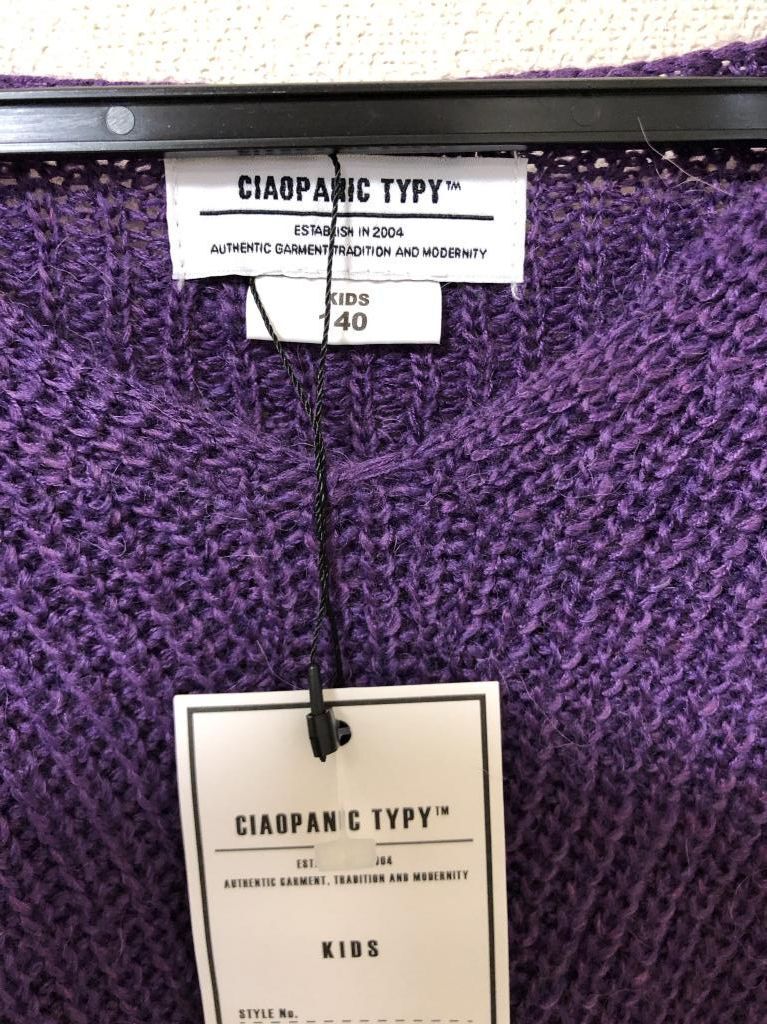 CIAOPANIC TYPY™
ESTABLISH IN 2004
AUTHENTIC GARMENT TRADITION AND MODERNITY
KIDS
140
CIAOPANIC TYPY™
EST.
AUTHENTIC GARMENT, TRADITION AND MODERNITY
KIDS
STYLE No.